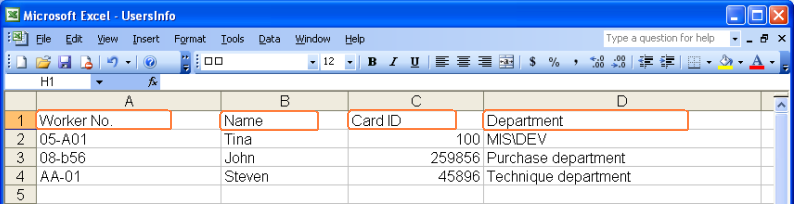 Microsoft Excel - UsersInfo
File Edit View Insert Format Tools Data Window Help Type a question for help
12 B I U $ % ,
H1 fx
A B C D
1 Worker No. Name Card ID Department
2 05-A01 Tina 100 MIS\DEV
3 08-b56 John 259856 Purchase department
4 AA-01 Steven 45896 Technique department
5